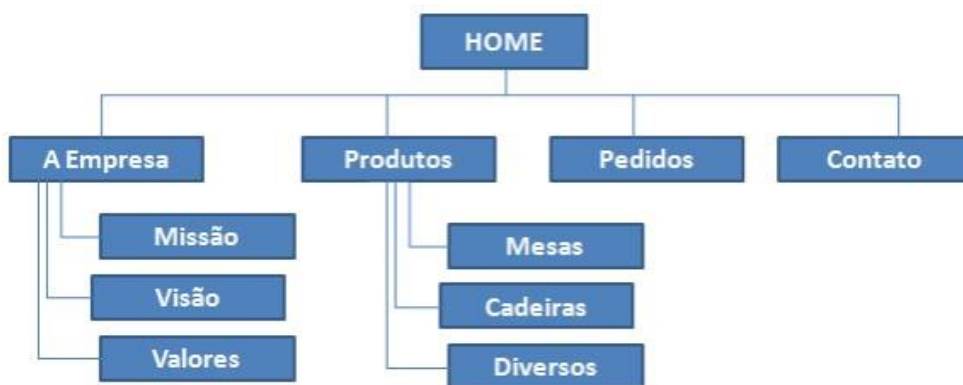 HOME
A Empresa
Produtos
Pedidos
Contato
Missão
Visão
Valores
Mesas
Cadeiras
Diversos